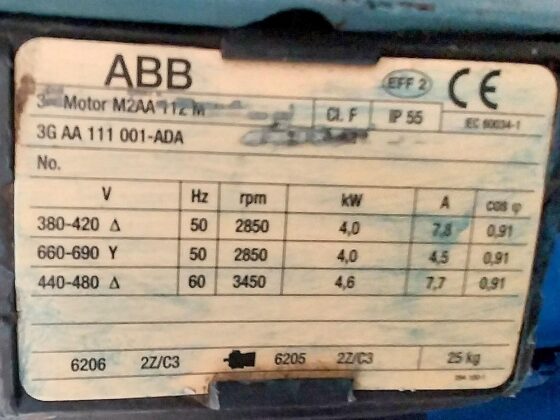 ABB
EFF 2 CE
3~ Motor M2AA 112 M Cl. F IP 55 IEC 60034-1
3G AA 111 001-ADA
No.
V Hz rpm kW A cos φ
380-420 Δ 50 2850 4,0 7,8 0,91
660-690 Y 50 2850 4,0 4,5 0,91
440-480 Δ 60 3450 4,6 7,7 0,91
6206 2Z/C3 6205 2Z/C3 25 kg